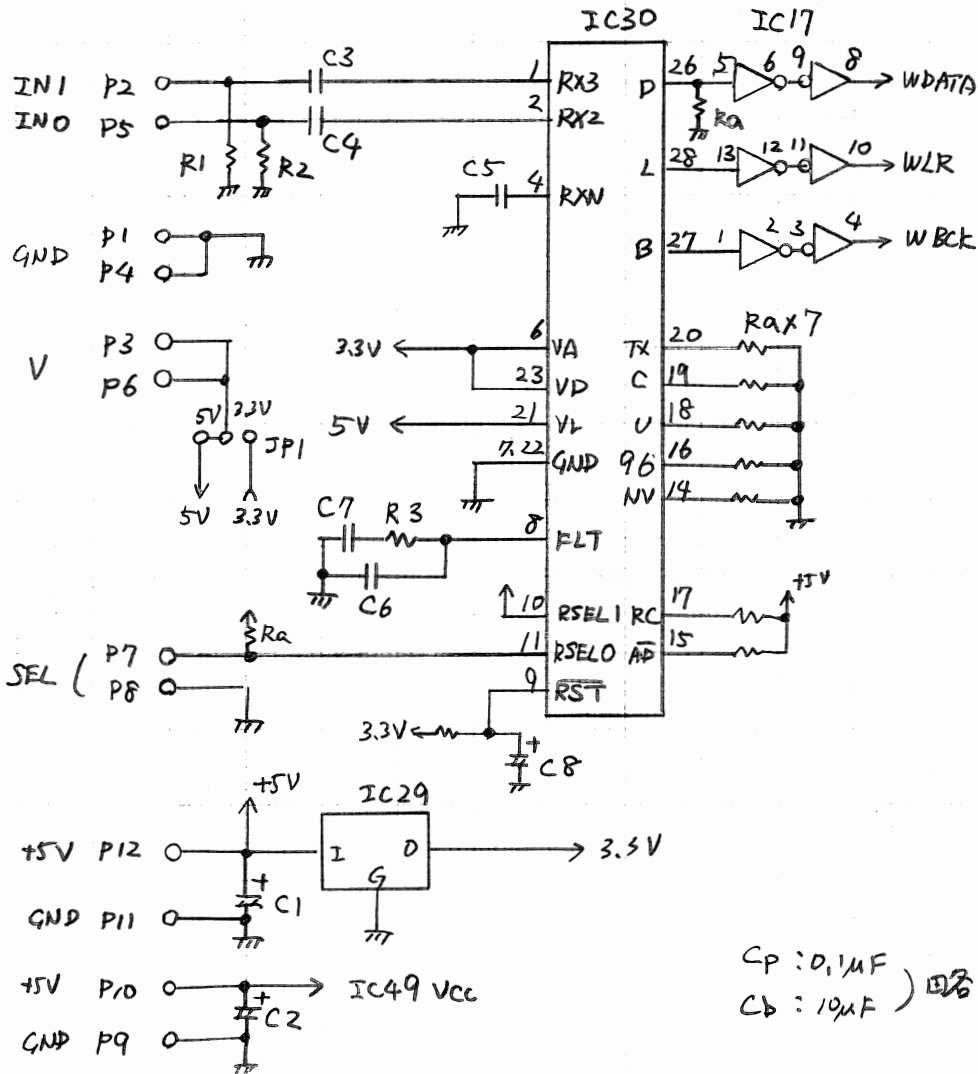 IC30 IC17
C3
IN1 P2 1 RX3 P 26 5 6 9 8 WDATA
IN0 P5 2 RX2 Ra
C4
R1 R2
L 28 13 12 11 10 WLR
C5 4 RXN
P1
GND
P4
B 27 1 2 3 4 WBCK
P3 3.3V 6 VA TX 20 Ra×7
V
P6 23 VD C 19
5V 3.3V 5V 21 VL U 18
JP1
7.22 GND 96 16
NV 14
5V 3.3V
C7 R3
8 FLT
C6
+5V
10 RSEL1 RC 17
Ra
P7 11 RSEL0 AD 15
SEL (
P8 9 RST
3.3V + C8
+5V
IC29
+5V P12 I O 3.3V
G
+ C1
GND P11
+5V P10 IC49 VCC
+ C2
GND P9
Cp : 0.1μF
Cb : 10μF ) 回路